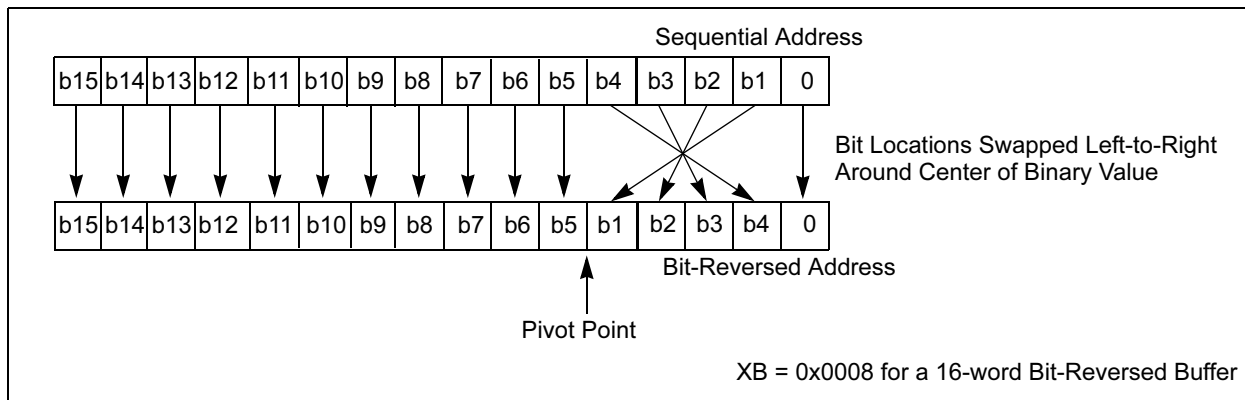 Sequential Address
b15 b14 b13 b12 b11 b10 b9 b8 b7 b6 b5 b4 b3 b2 b1 0
Bit Locations Swapped Left-to-Right
Around Center of Binary Value
b15 b14 b13 b12 b11 b10 b9 b8 b7 b6 b5 b1 b2 b3 b4 0
Bit-Reversed Address
Pivot Point
XB = 0x0008 for a 16-word Bit-Reversed Buffer